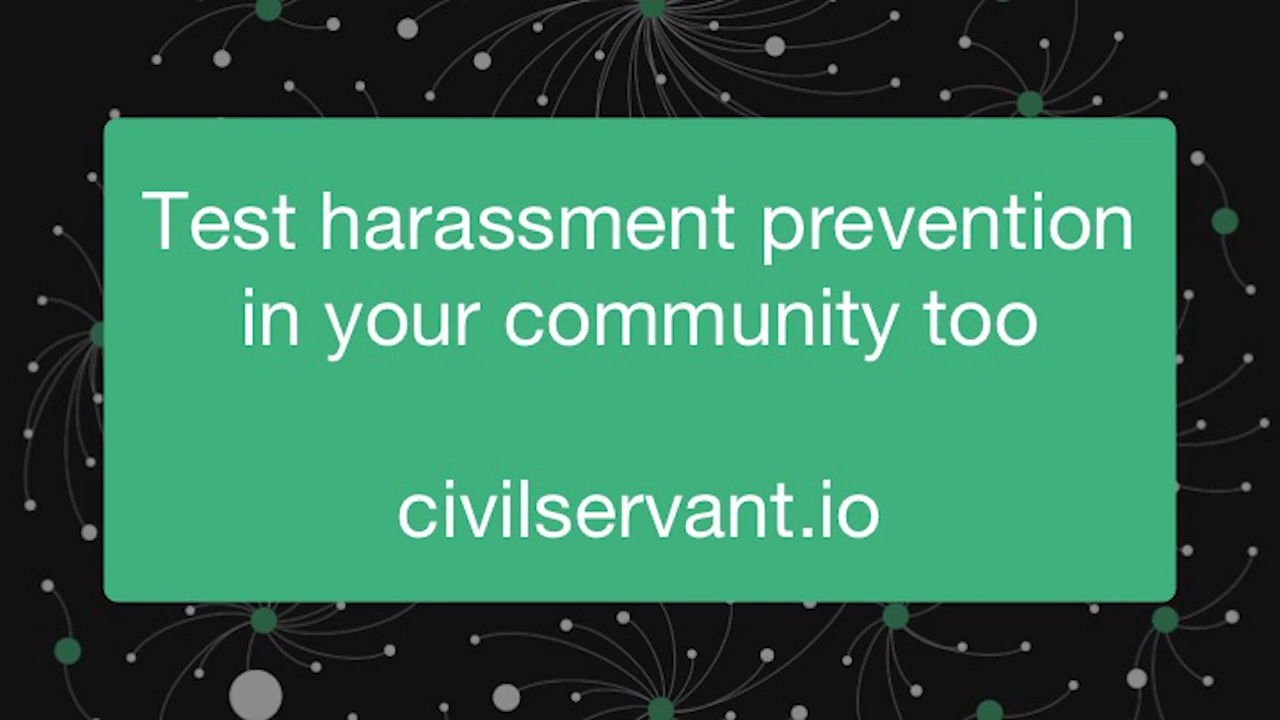 Test harassment prevention
in your community too
civilservant.io